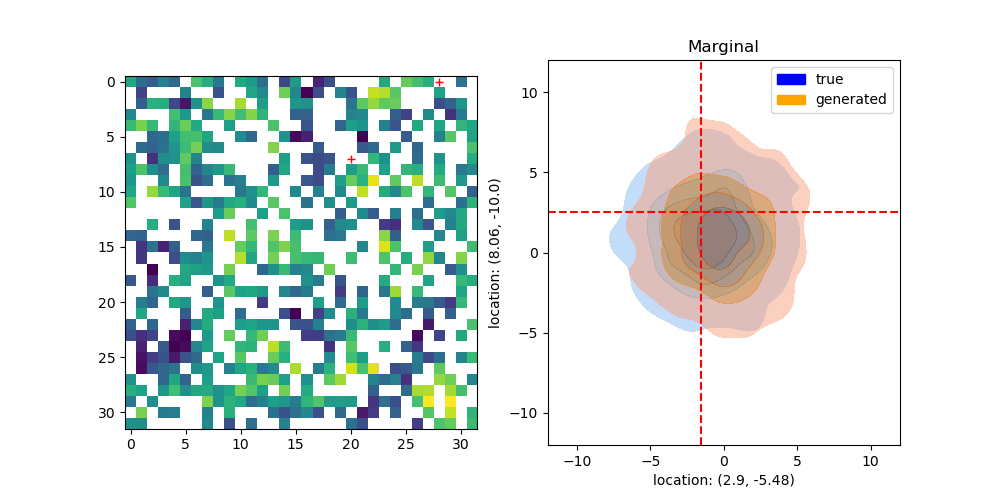 Marginal
true
generated
0
5
10
15
20
25
30
0 5 10 15 20 25 30
location: (8.06, -10.0)
10
5
0
−5
−10
−10 −5 0 5 10
location: (2.9, -5.48)